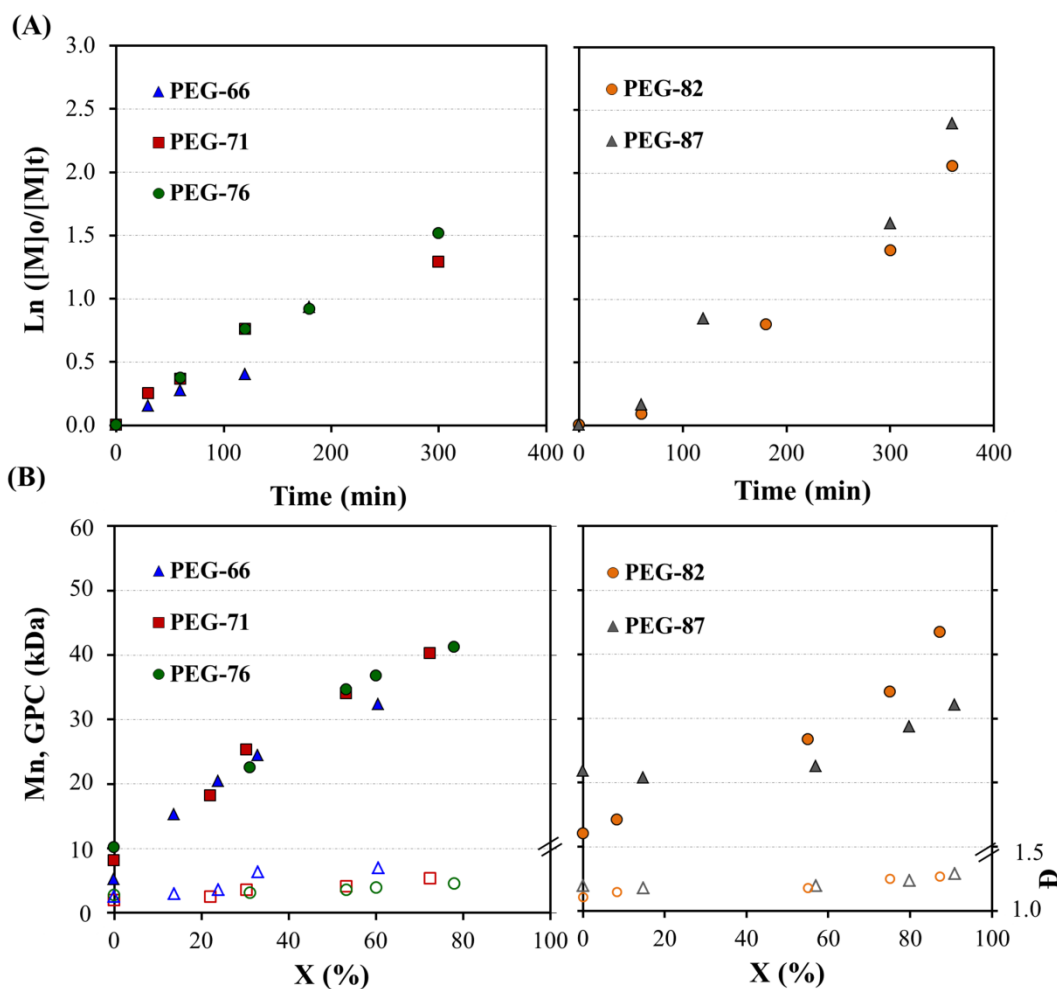 (A)
3.0
2.5
2.0
1.5
1.0
0.5
0.0
Ln ([M]o/[M]t)
PEG-66
PEG-71
PEG-76
0
100
200
300
400
Time (min)
PEG-82
PEG-87
0
100
200
300
400
Time (min)
(B)
60
50
40
30
20
10
0
Mn, GPC (kDa)
PEG-66
PEG-71
PEG-76
0
20
40
60
80
100
X (%)
PEG-82
PEG-87
1.5
1.0
Đ
0
20
40
60
80
100
X (%)